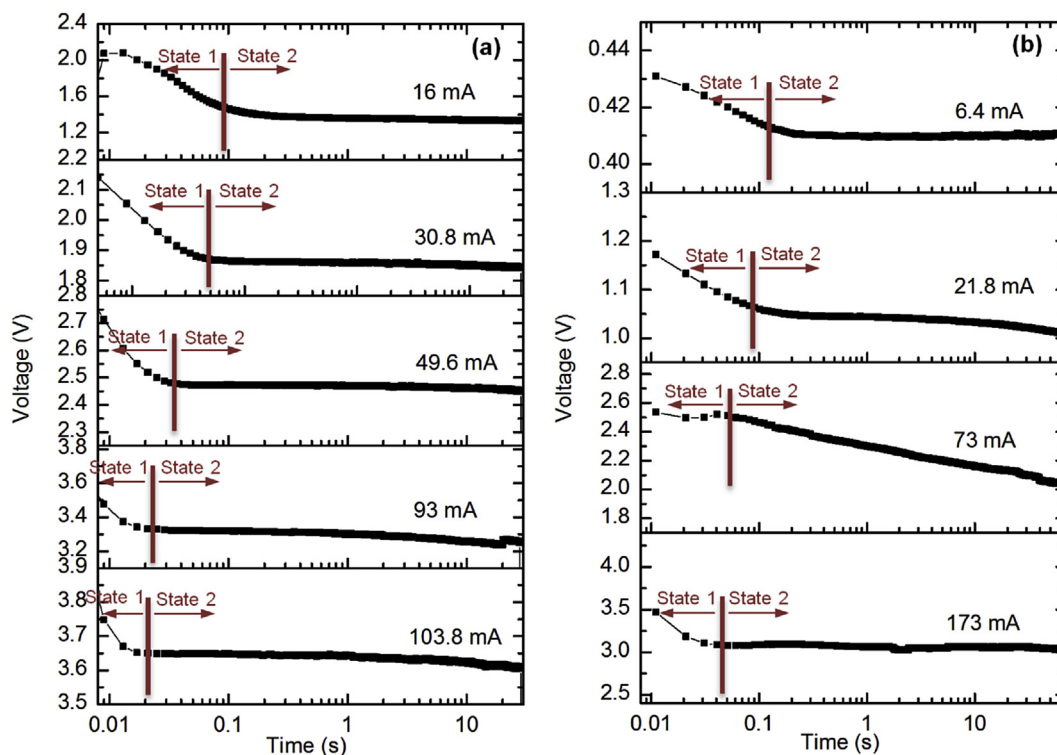 (a)
Voltage (V)
2.4
2.2
2.0
1.8
1.6
1.4
1.2
State 1 State 2
16 mA
2.2
2.1
2.0
1.9
1.8
State 1 State 2
30.8 mA
2.8
2.7
2.6
2.5
2.4
2.3
State 1 State 2
49.6 mA
State 1 State 2
93 mA
3.8
3.6
3.4
3.2
3.9
3.8
3.7
3.6
3.5
State 1 State 2
103.8 mA
0.01 0.1 1 10
Time (s)
(b)
Voltage (V)
0.44
0.42
0.40
State 1 State 2
6.4 mA
1.3
1.2
1.1
1.0
State 1 State 2
21.8 mA
2.8
2.6
2.4
2.2
2.0
1.8
State 1 State 2
73 mA
3.5
3.0
2.5
State 1 State 2
173 mA
0.01 0.1 1 10
Time (s)